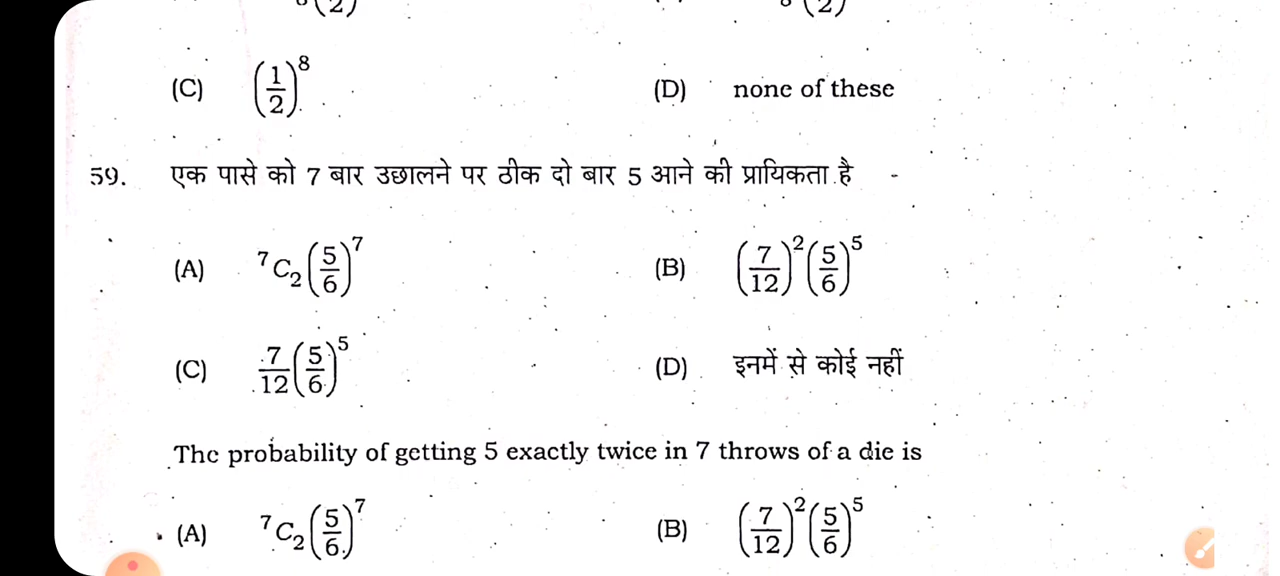 (C) (1/2)^8 (D) none of these
59. एक पासे को 7 बार उछालने पर ठीक दो बार 5 आने की प्रायिकता है
(A) ⁷C₂(5/6)^7 (B) (7/12)^2(5/6)^5
(C) 7/12(5/6)^5 (D) इनमें से कोई नहीं
The probability of getting 5 exactly twice in 7 throws of a die is
(A) ⁷C₂(5/6)^7 (B) (7/12)^2(5/6)^5